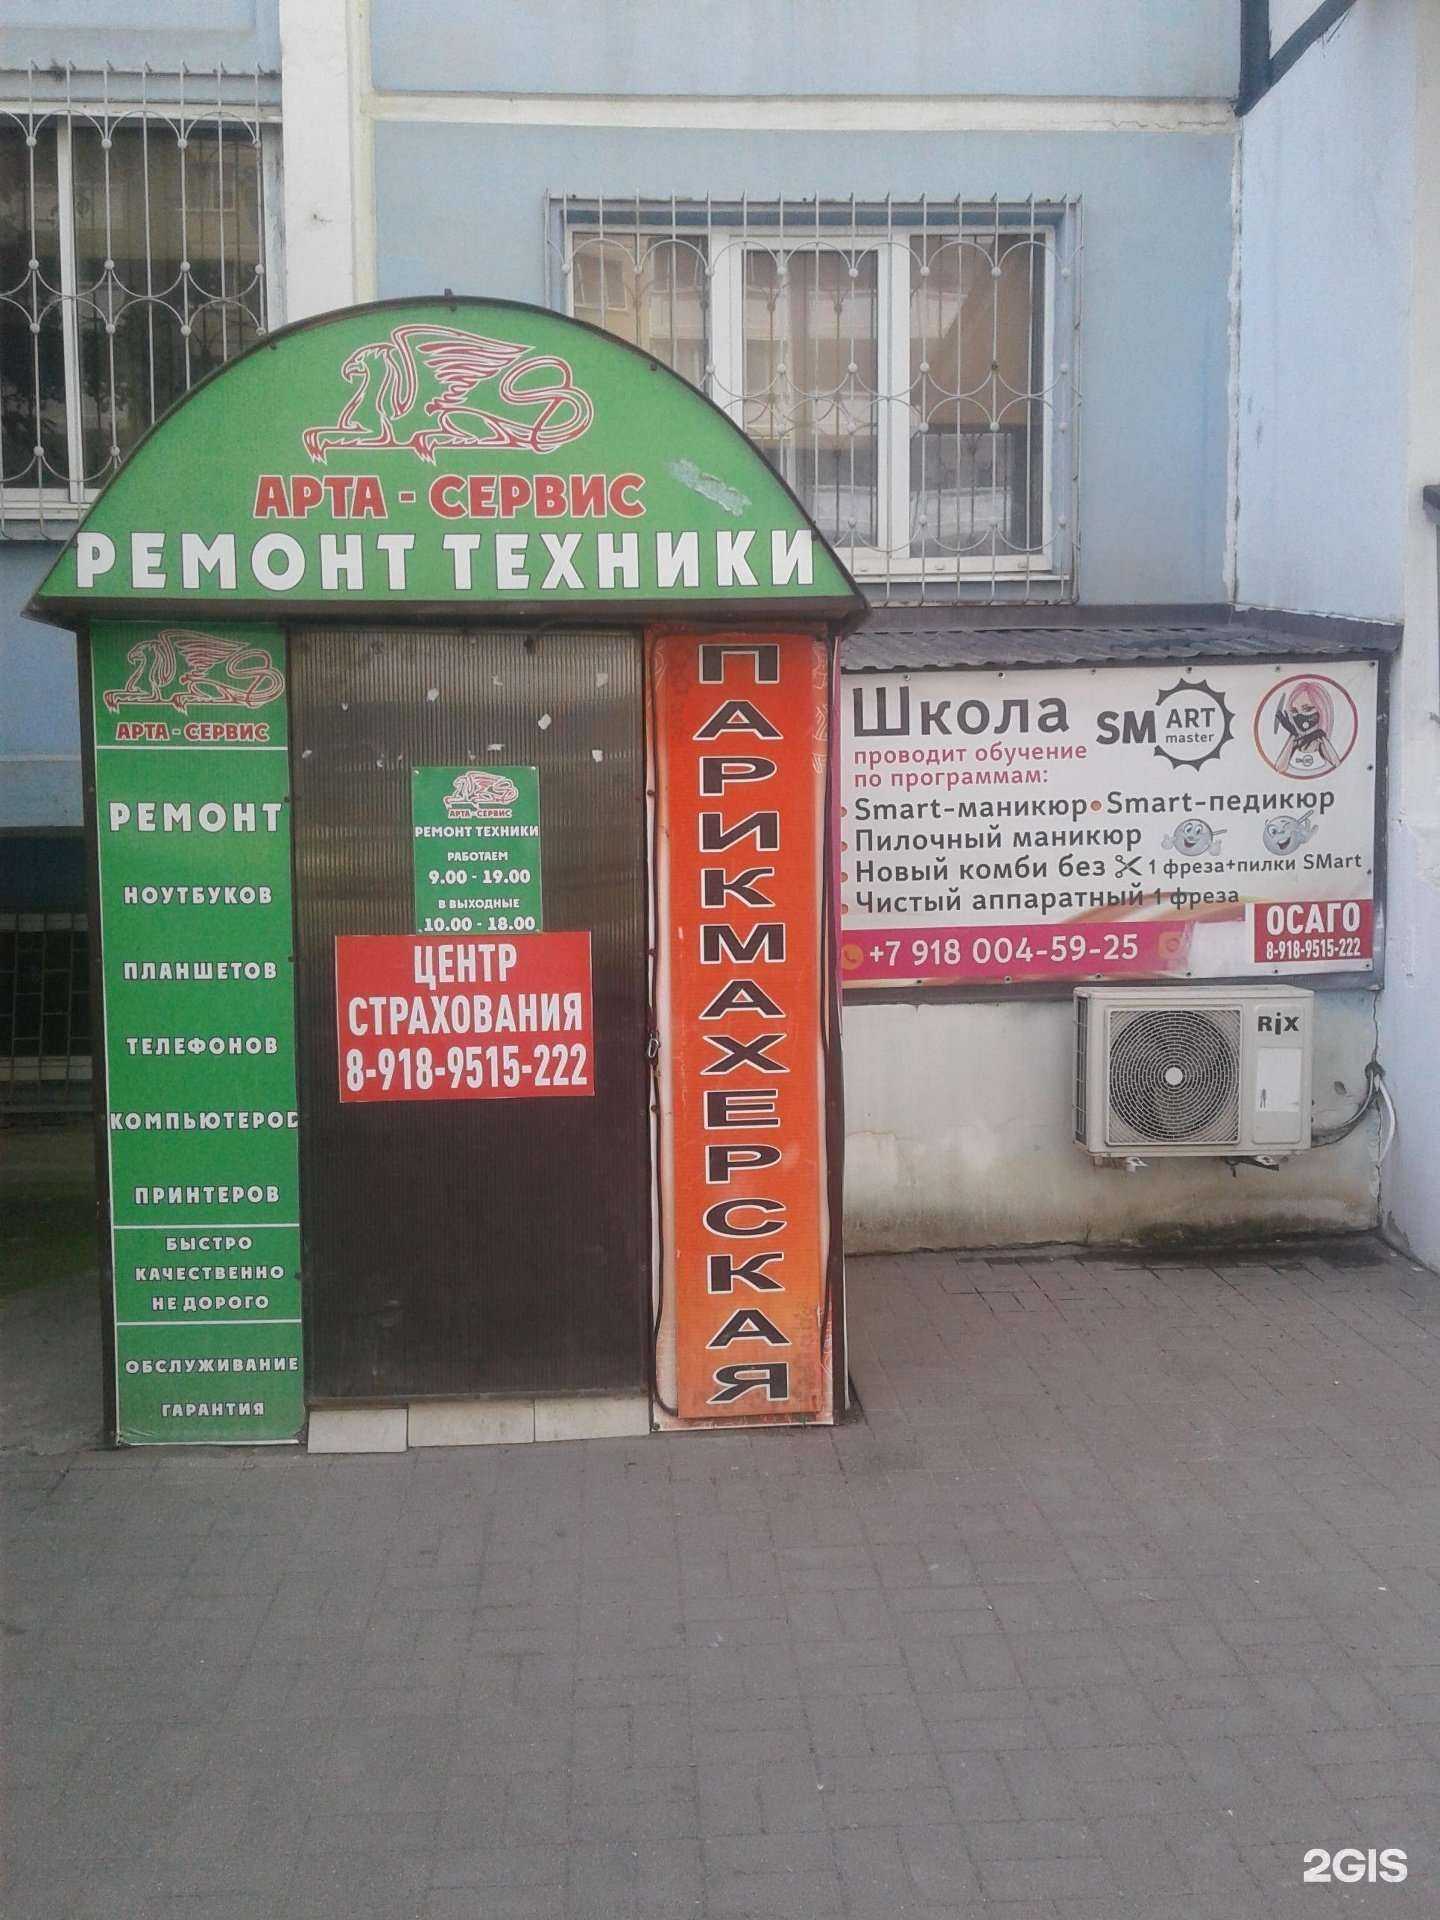 АРТА - СЕРВИС
РЕМОНТ ТЕХНИКИ
АРТА - СЕРВИС
РЕМОНТ
НОУТБУКОВ
ПЛАНШЕТОВ
ТЕЛЕФОНОВ
КОМПЬЮТЕРОВ
ПРИНТЕРОВ
БЫСТРО
КАЧЕСТВЕННО
НЕ ДОРОГО
ОБСЛУЖИВАНИЕ
ГАРАНТИЯ
АРТА - СЕРВИС
РЕМОНТ ТЕХНИКИ
РАБОТАЕМ
9.00 - 19.00
В ВЫХОДНЫЕ
10.00 - 18.00
ЦЕНТР
СТРАХОВАНИЯ
8-918-9515-222
ПАРИКМАХЕРСКАЯ
Школа SMART master
проводит обучение
по программам:
Smart-маникюр • Smart-педикюр
• Пилочный маникюр
• Новый комби без ✂ 1 фреза+пилки SMart
• Чистый аппаратный 1 фреза
+7 918 004-59-25
ОСАГО
8-918-9515-222
RiX
2GIS